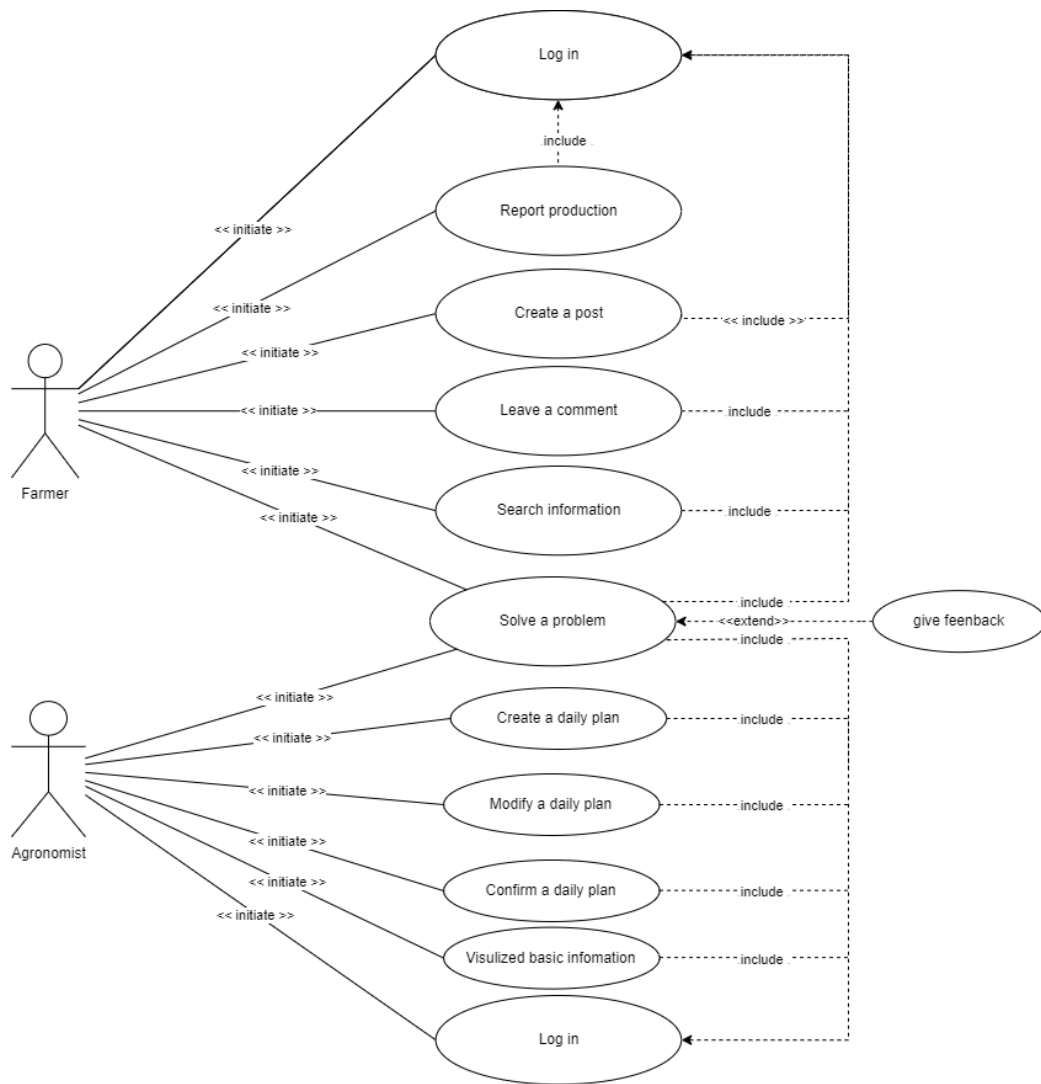 Log in
.include .
Report production
<< initiate >>
<< initiate >>
Create a post
<< include >>
<< initiate >>
Leave a comment
.include .
<< initiate >>
<< initiate >>
Farmer
Search information
.include .
<< initiate >>
.include .
Solve a problem
<<extend>>
give feenback
.include .
<< initiate >>
Create a daily plan
.include .
<< initiate >>
<< initiate >>
Modify a daily plan
.include .
Agronomist
<< initiate >>
Confirm a daily plan
.include .
<< initiate >>
<< initiate >>
Visulized basic infomation
.include .
Log in